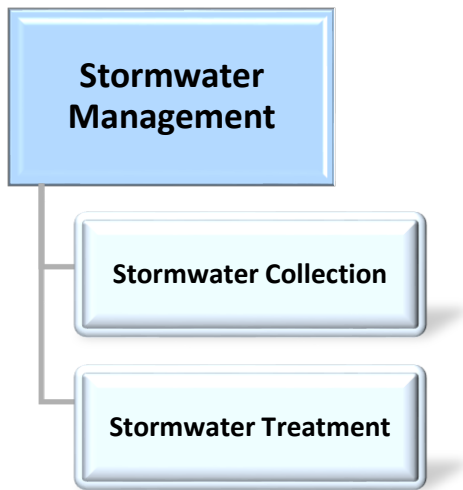 Stormwater
Management
Stormwater Collection
Stormwater Treatment